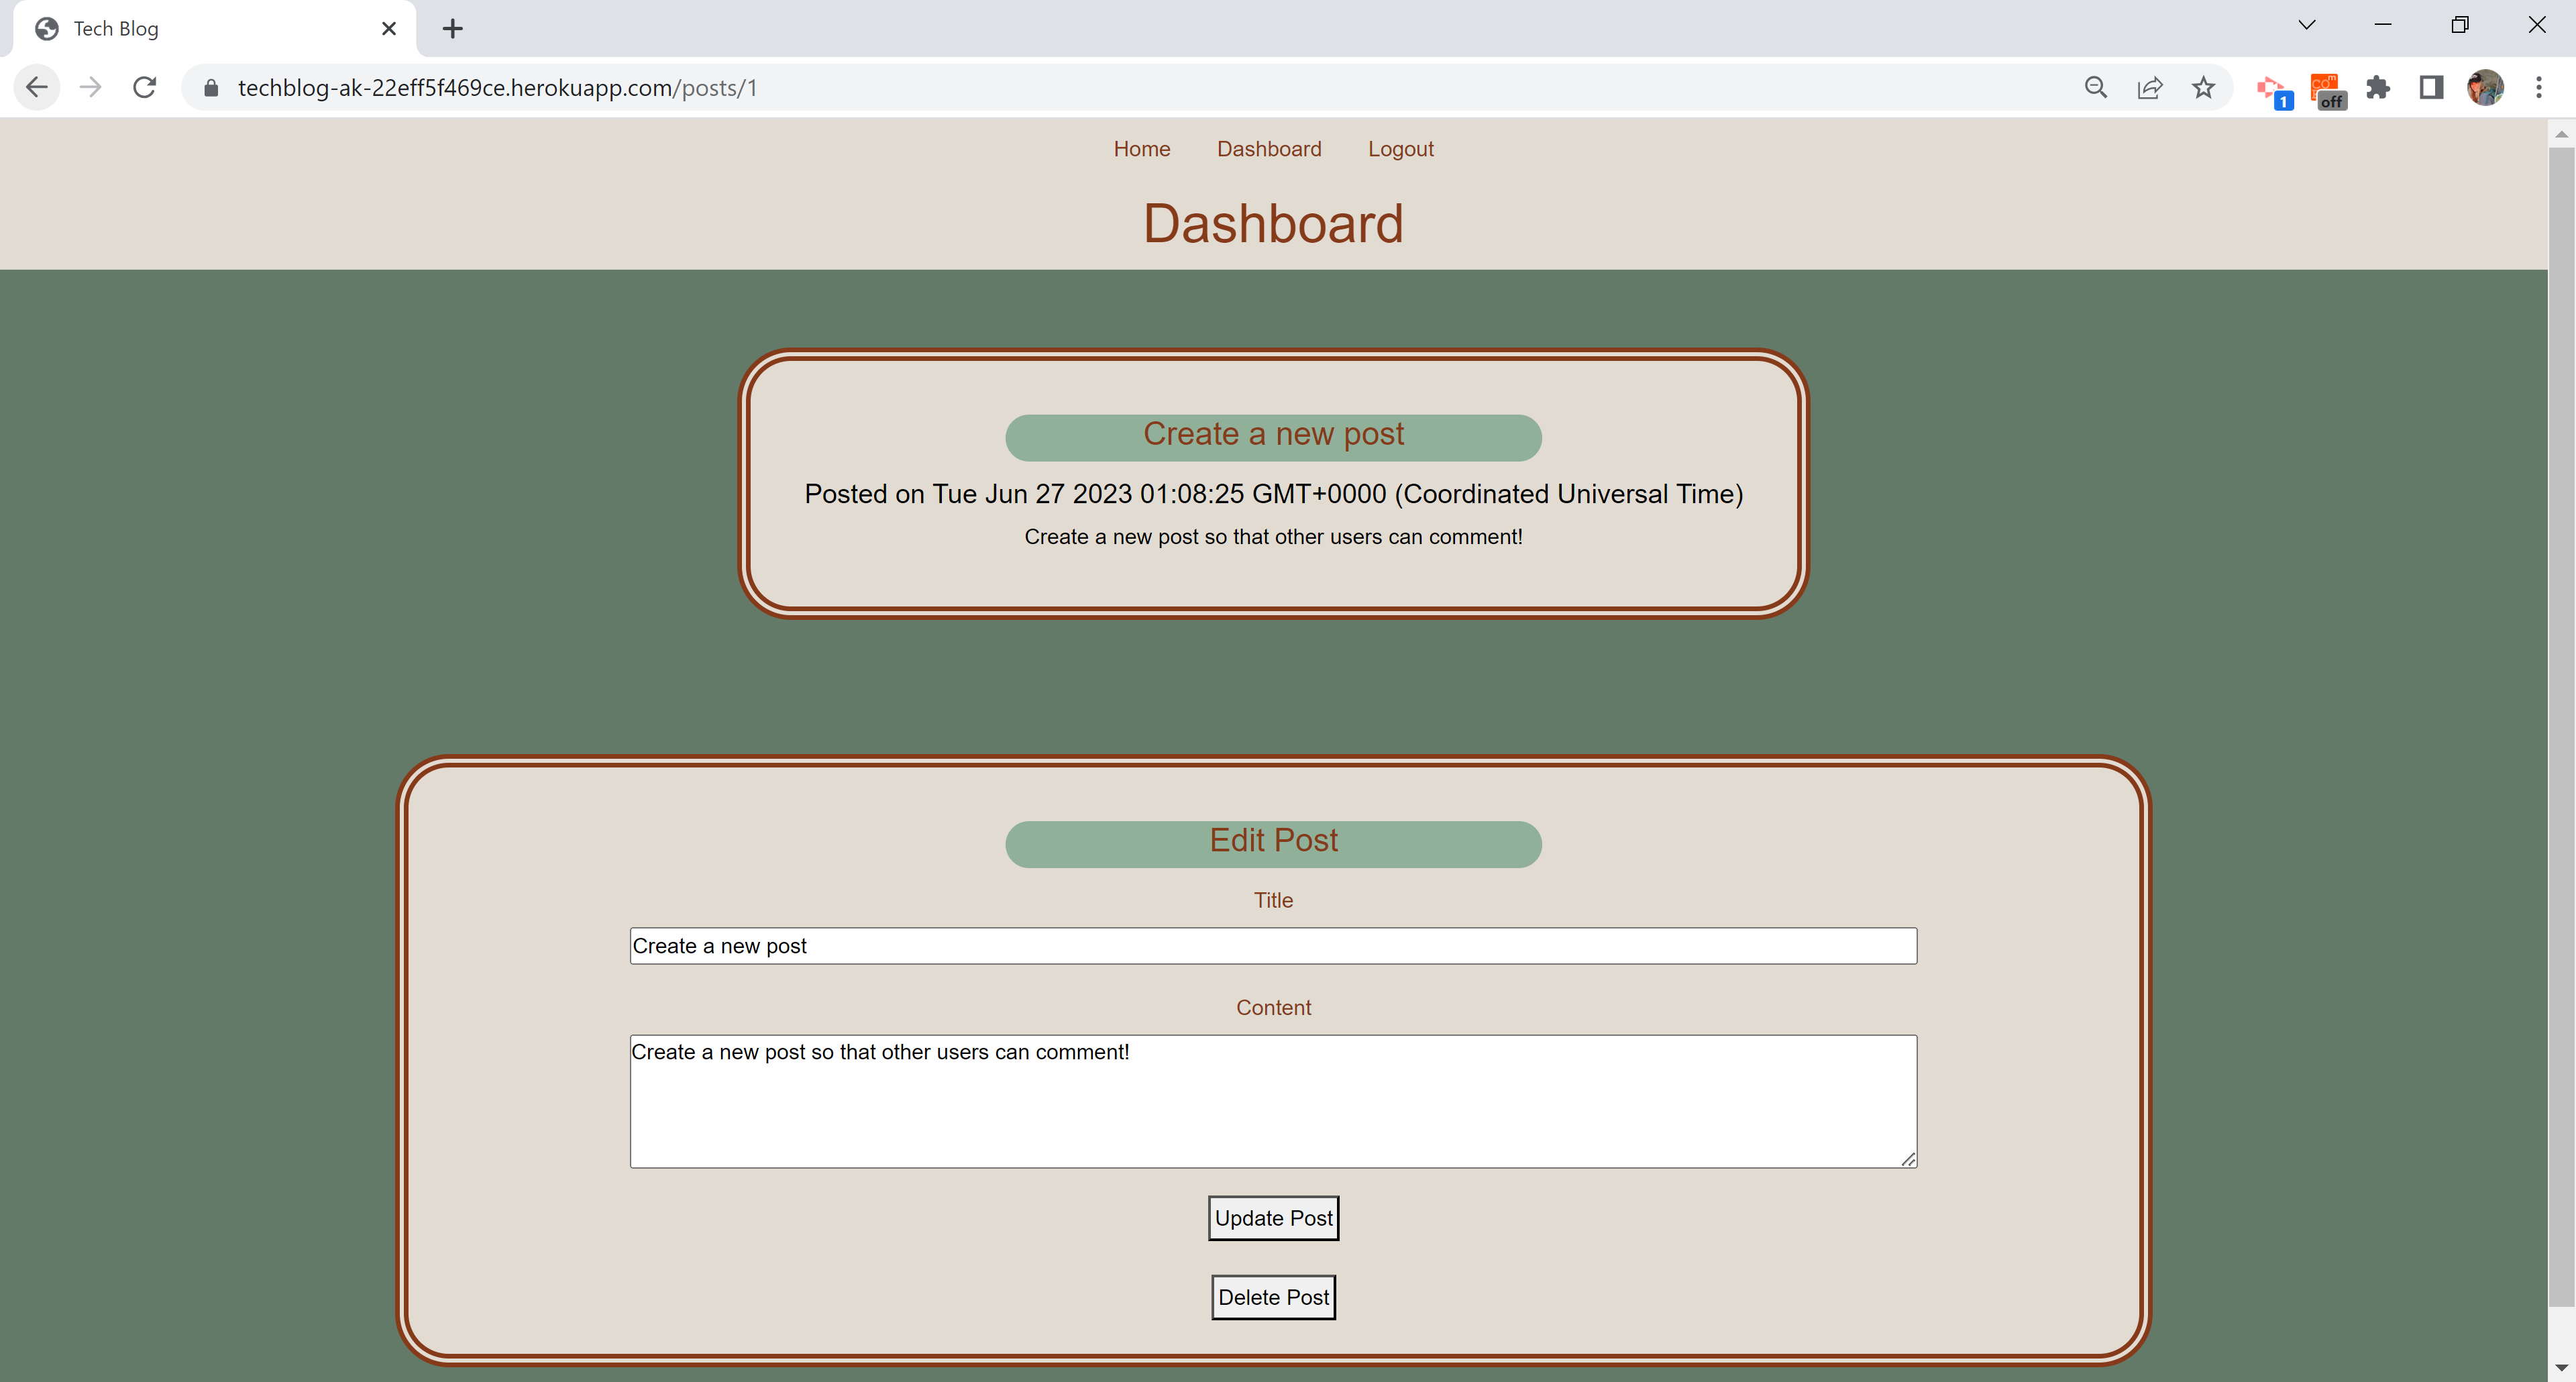 Tech Blog
techblog-ak-22eff5f469ce.herokuapp.com/posts/1
1
off
Home Dashboard Logout
Dashboard
Create a new post
Posted on Tue Jun 27 2023 01:08:25 GMT+0000 (Coordinated Universal Time)
Create a new post so that other users can comment!
Edit Post
Title
Create a new post
Content
Create a new post so that other users can comment!
Update Post
Delete Post